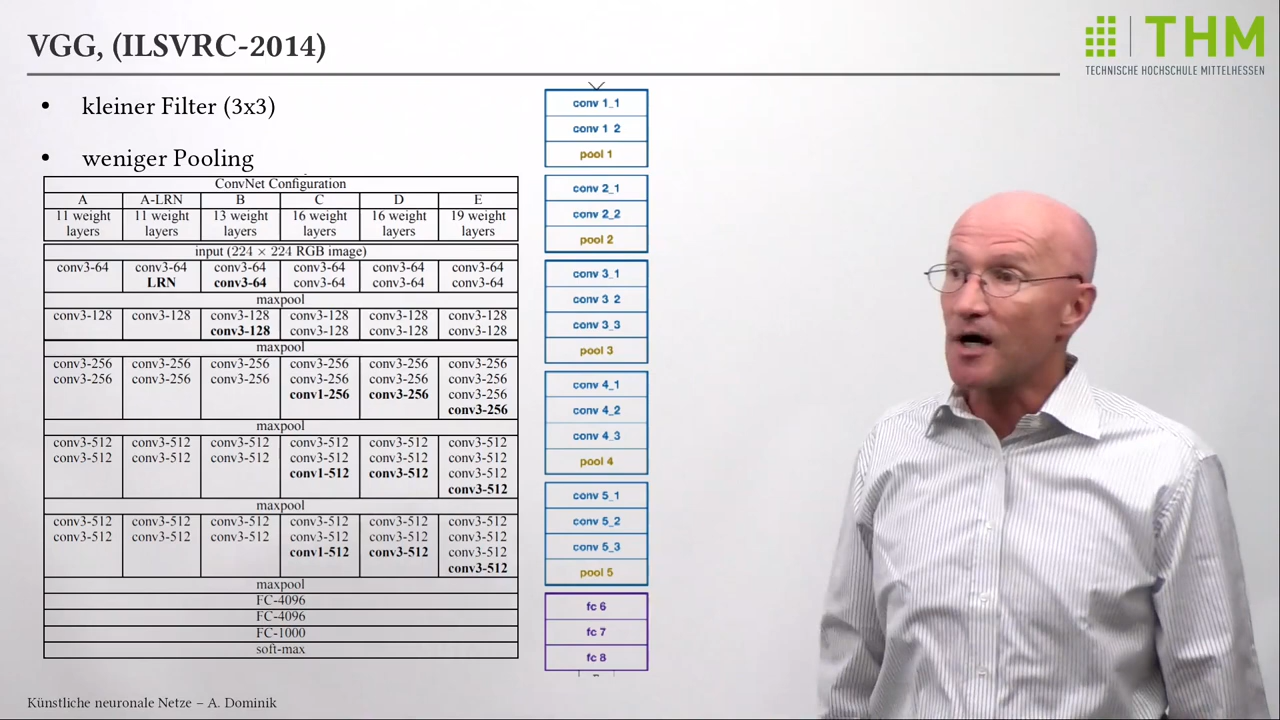 VGG, (ILSVRC-2014)
THM
TECHNISCHE HOCHSCHULE MITTELHESSEN
• kleiner Filter (3x3)
• weniger Pooling
ConvNet Configuration
A A-LRN B C D E
11 weight 11 weight 13 weight 16 weight 16 weight 19 weight
layers layers layers layers layers layers
input (224 × 224 RGB image)
conv3-64 conv3-64 conv3-64 conv3-64 conv3-64 conv3-64
LRN conv3-64 conv3-64 conv3-64 conv3-64
maxpool
conv3-128 conv3-128 conv3-128 conv3-128 conv3-128 conv3-128
conv3-128 conv3-128 conv3-128 conv3-128
maxpool
conv3-256 conv3-256 conv3-256 conv3-256 conv3-256 conv3-256
conv3-256 conv3-256 conv3-256 conv3-256 conv3-256 conv3-256
conv1-256 conv3-256 conv3-256
conv3-256
maxpool
conv3-512 conv3-512 conv3-512 conv3-512 conv3-512 conv3-512
conv3-512 conv3-512 conv3-512 conv3-512 conv3-512 conv3-512
conv1-512 conv3-512 conv3-512
conv3-512
maxpool
conv3-512 conv3-512 conv3-512 conv3-512 conv3-512 conv3-512
conv3-512 conv3-512 conv3-512 conv3-512 conv3-512 conv3-512
conv1-512 conv3-512 conv3-512
conv3-512
maxpool
FC-4096
FC-4096
FC-1000
soft-max
conv 1_1
conv 1 2
pool 1
conv 2_1
conv 2_2
pool 2
conv 3_1
conv 3 2
conv 3_3
pool 3
conv 4_1
conv 4_2
conv 4_3
pool 4
conv 5_1
conv 5_2
conv 5_3
pool 5
fc 6
fc 7
fc 8
Künstliche neuronale Netze – A. Dominik